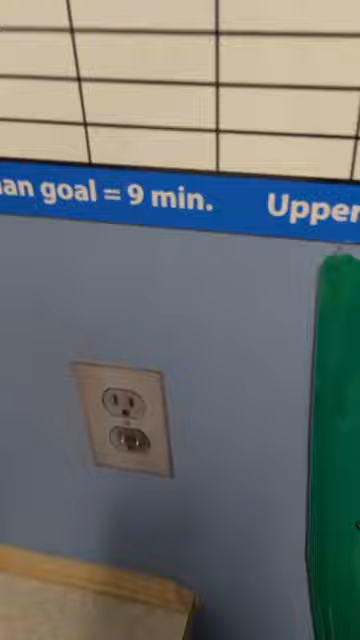 goal = 9 min. Upper